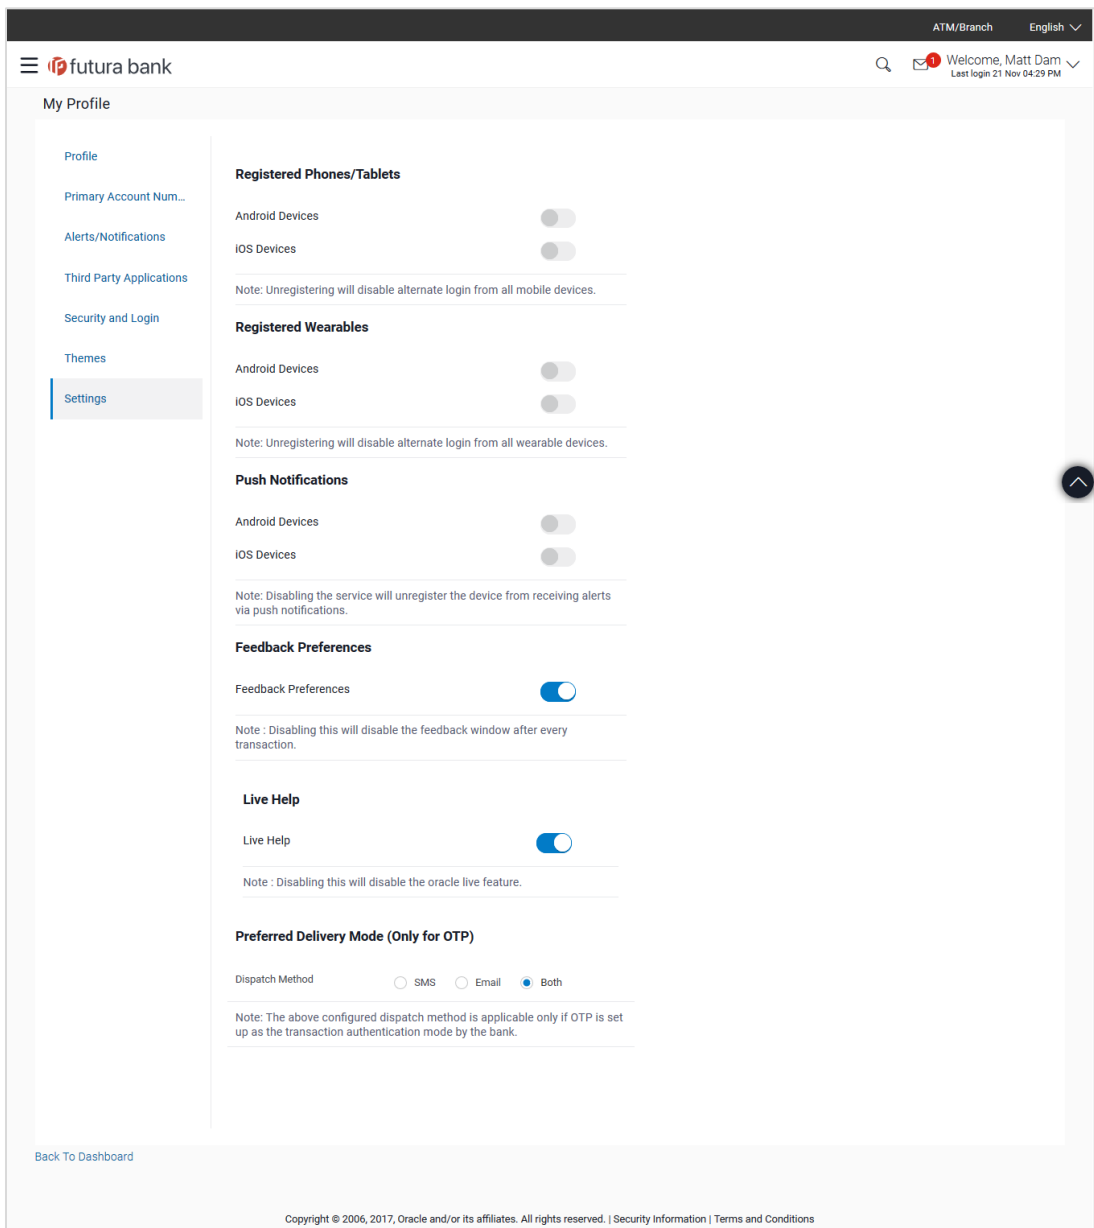 ATM/Branch English
futura bank
1
Welcome, Matt Dam
Last login 21 Nov 04:29 PM
My Profile
Profile
Primary Account Num...
Alerts/Notifications
Third Party Applications
Security and Login
Themes
Settings
Registered Phones/Tablets
Android Devices
iOS Devices
Note: Unregistering will disable alternate login from all mobile devices.
Registered Wearables
Android Devices
iOS Devices
Note: Unregistering will disable alternate login from all wearable devices.
Push Notifications
Android Devices
iOS Devices
Note: Disabling the service will unregister the device from receiving alerts
via push notifications.
Feedback Preferences
Feedback Preferences
Note : Disabling this will disable the feedback window after every
transaction.
Live Help
Live Help
Note : Disabling this will disable the oracle live feature.
Preferred Delivery Mode (Only for OTP)
Dispatch Method SMS Email Both
Note: The above configured dispatch method is applicable only if OTP is set
up as the transaction authentication mode by the bank.
Back To Dashboard
Copyright © 2006, 2017, Oracle and/or its affiliates. All rights reserved. | Security Information | Terms and Conditions